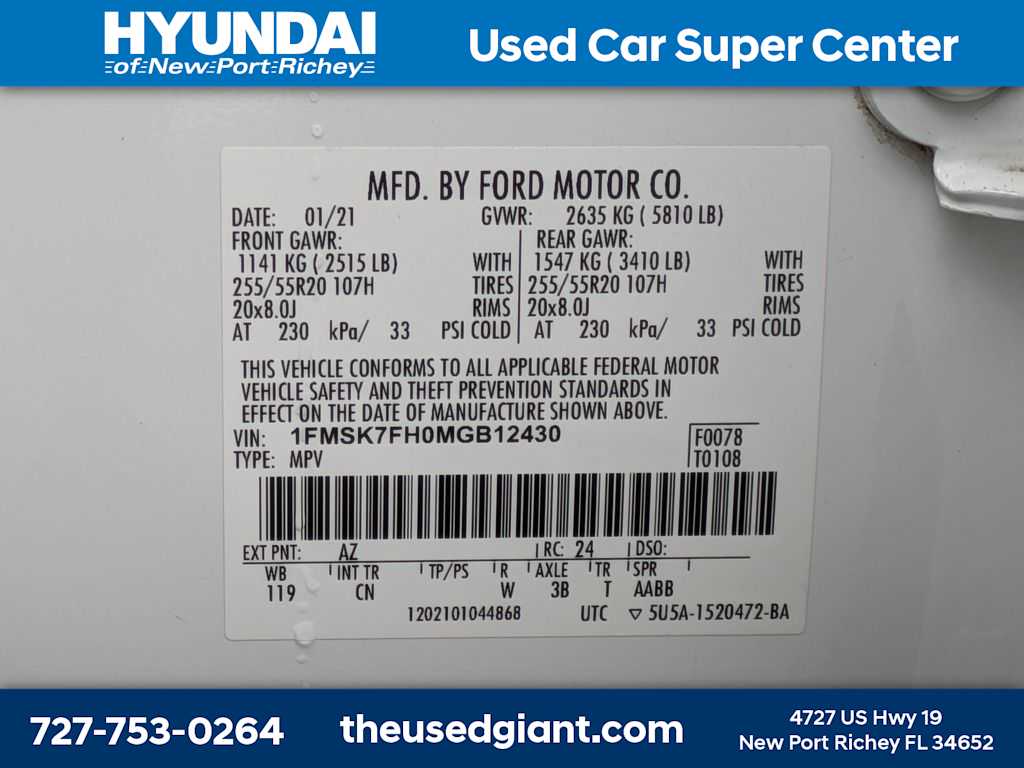 HYUNDAI
of New Port Richey
Used Car Super Center
MFD. BY FORD MOTOR CO.
DATE: 01/21 GVWR: 2635 KG ( 5810 LB)
FRONT GAWR: REAR GAWR:
1141 KG ( 2515 LB) WITH 1547 KG ( 3410 LB) WITH
255/55R20 107H TIRES 255/55R20 107H TIRES
20x8.0J RIMS 20x8.0J RIMS
AT 230 kPa/ 33 PSI COLD AT 230 kPa/ 33 PSI COLD
THIS VEHICLE CONFORMS TO ALL APPLICABLE FEDERAL MOTOR
VEHICLE SAFETY AND THEFT PREVENTION STANDARDS IN
EFFECT ON THE DATE OF MANUFACTURE SHOWN ABOVE.
VIN: 1FMSK7FH0MGB12430 F0078
TYPE: MPV T0108
EXT PNT: AZ RC: 24 DSO:
WB INT TR TP/PS R AXLE TR SPR
119 CN W 3B T AABB
1202101044868 UTC ▽ 5U5A-1520472-BA
727-753-0264
theusedgiant.com
4727 US Hwy 19
New Port Richey FL 34652